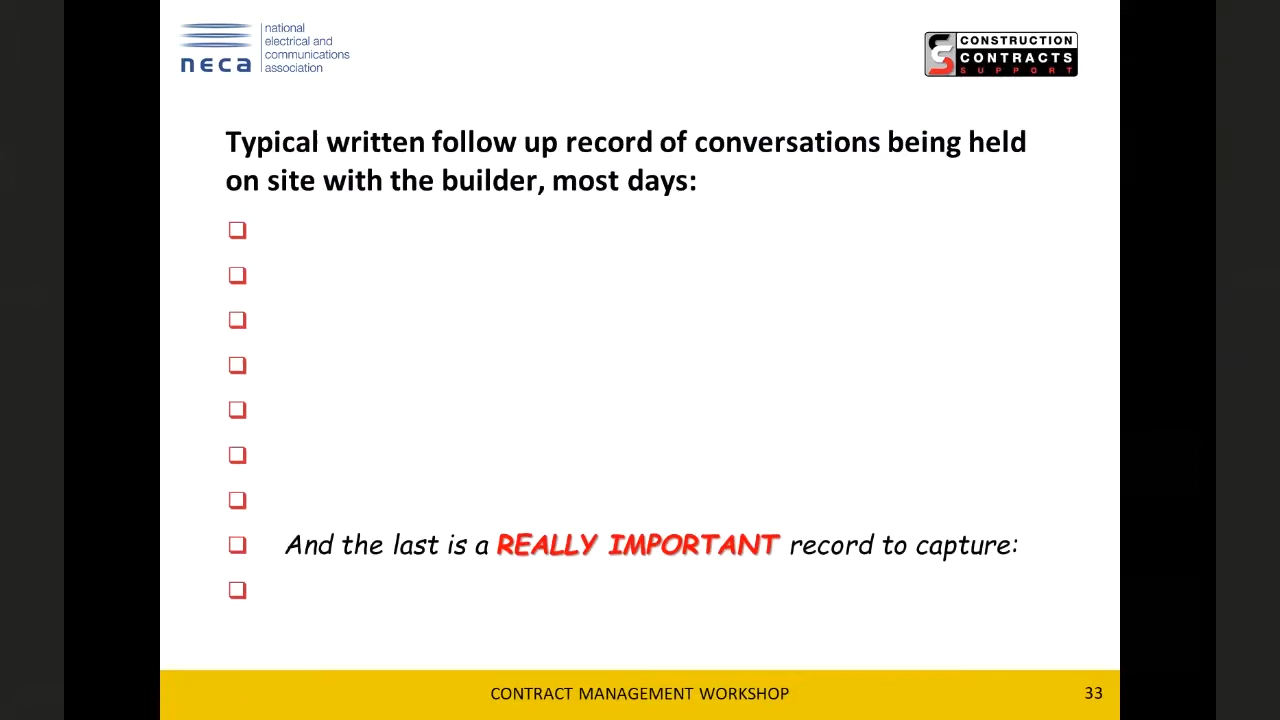 neca
national
electrical and
communications
association
CONSTRUCTION
CONTRACTS
SUPPORT
Typical written follow up record of conversations being held
on site with the builder, most days:
And the last is a REALLY IMPORTANT record to capture:
CONTRACT MANAGEMENT WORKSHOP
33